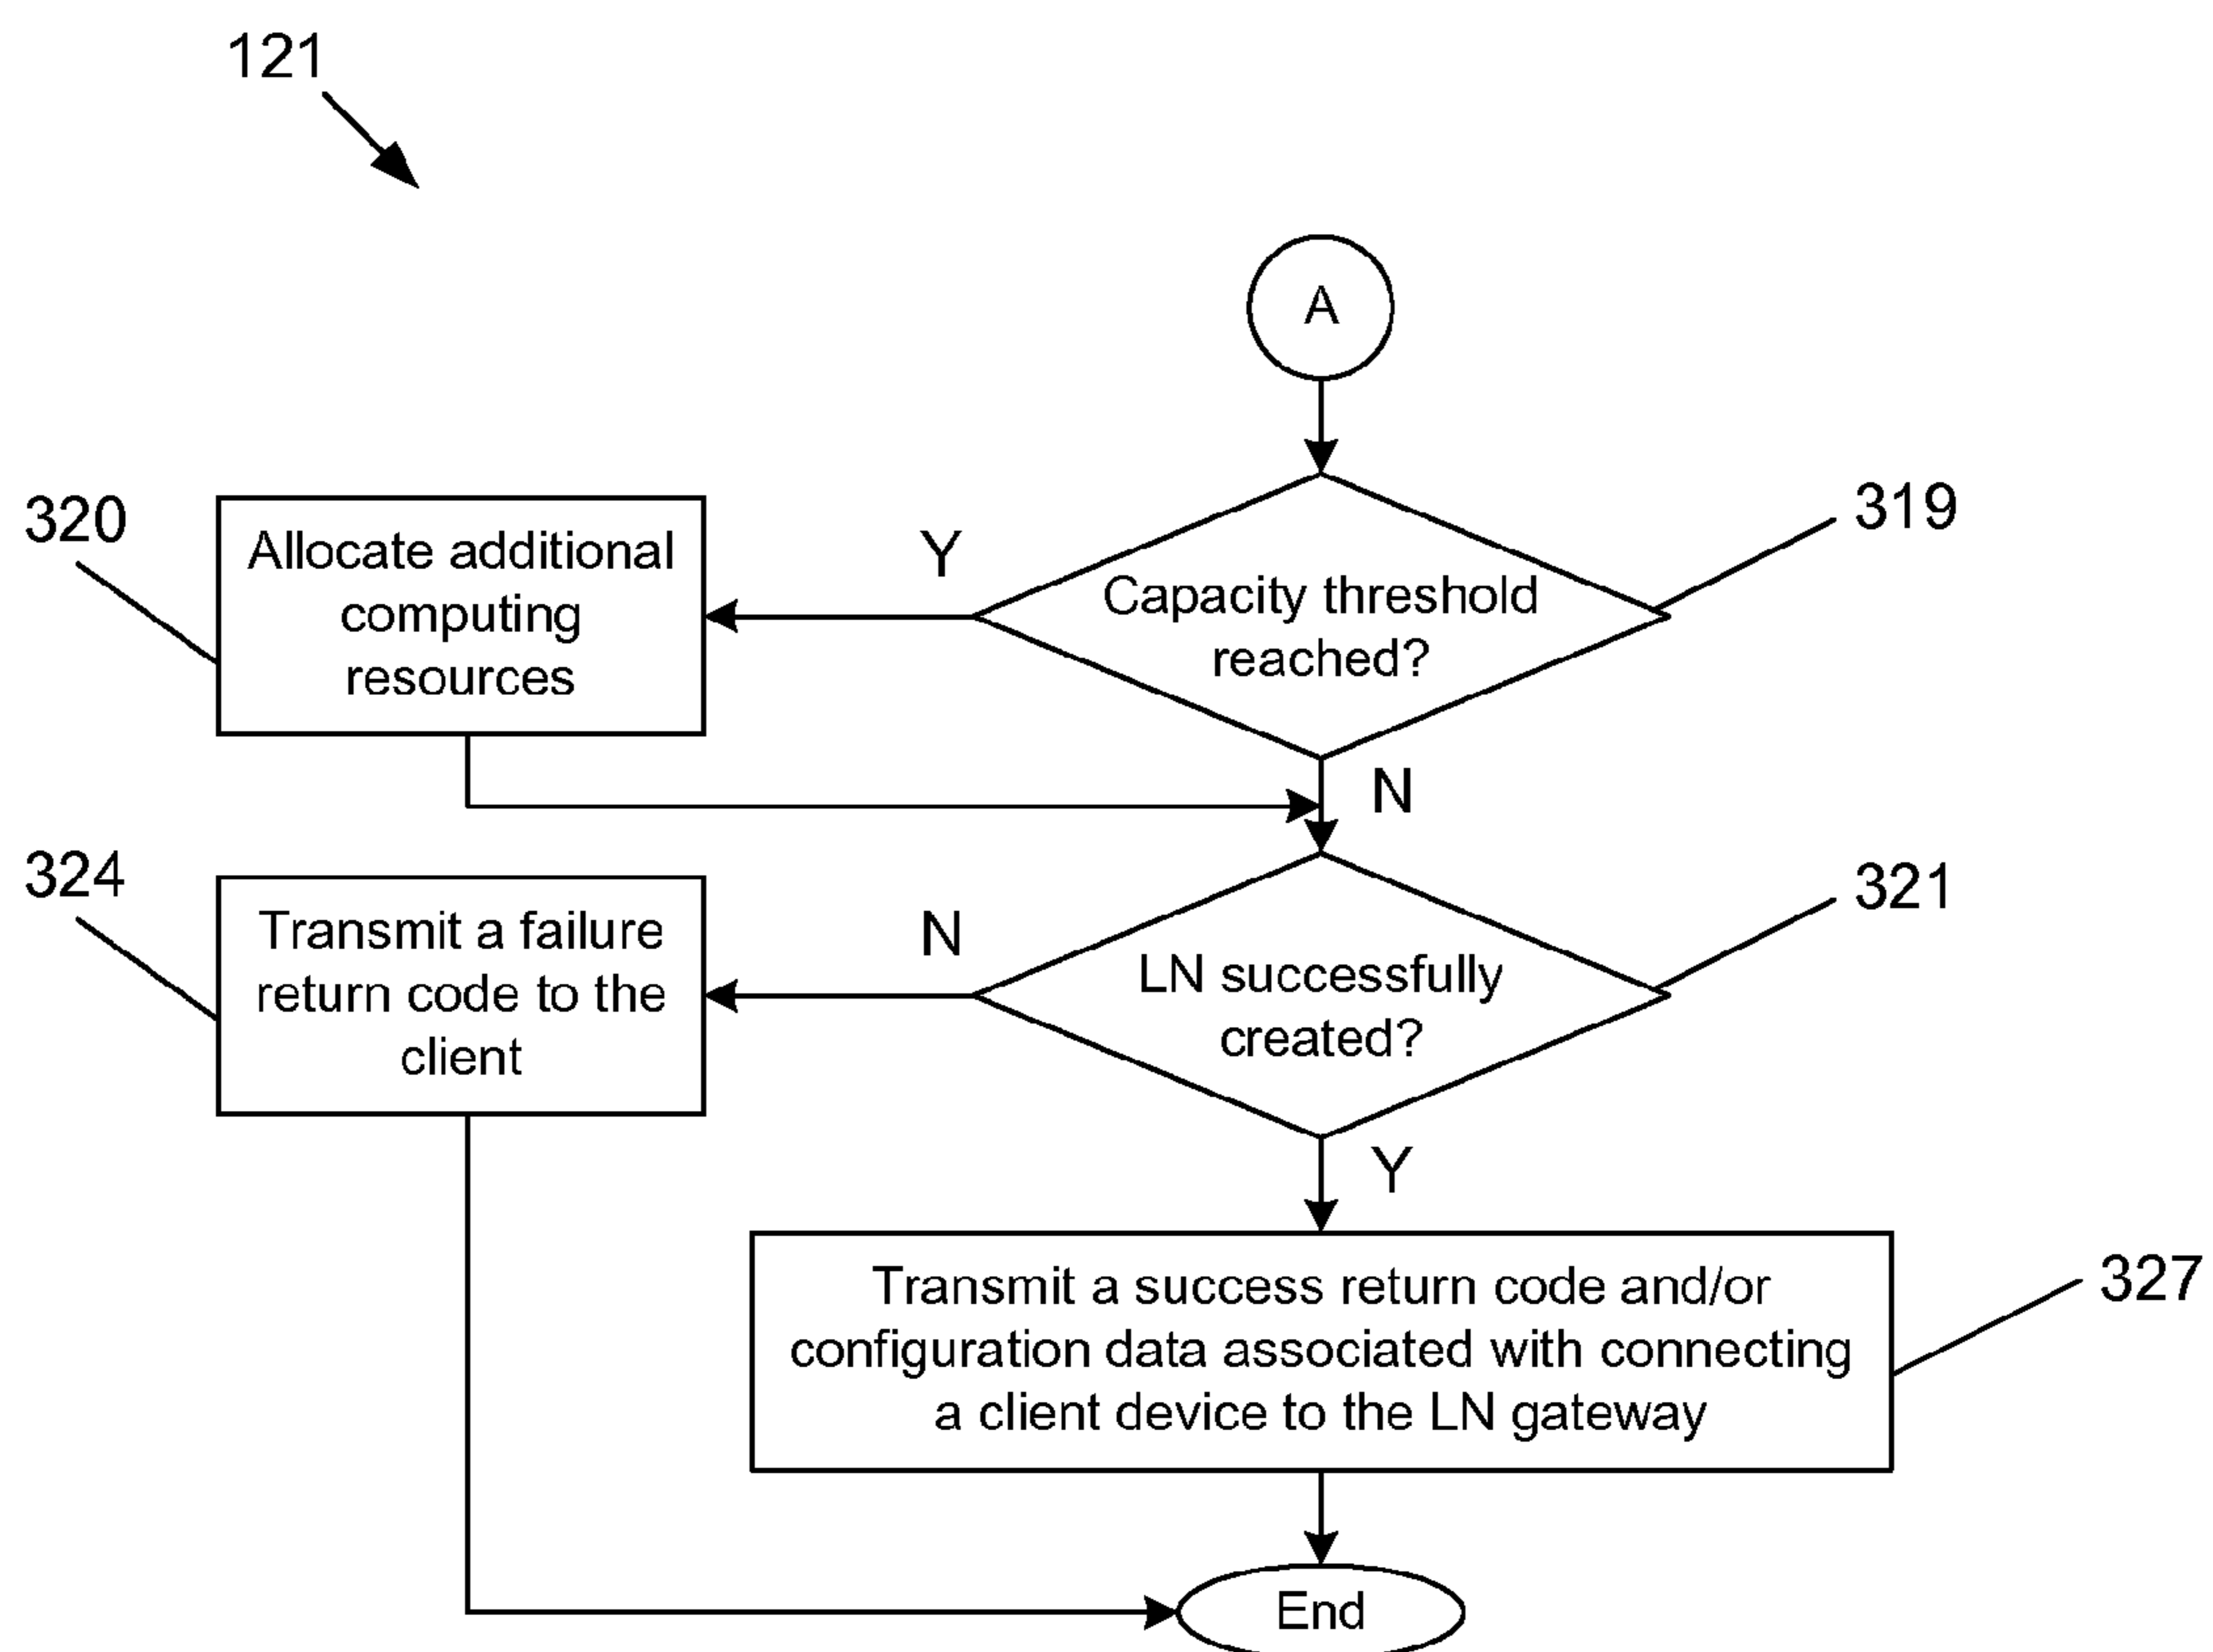 121
A
320
Allocate additional
computing
resources
Y
Capacity threshold
reached?
319
N
324
Transmit a failure
return code to the
client
N
LN successfully
created?
321
Y
Transmit a success return code and/or
configuration data associated with connecting
a client device to the LN gateway
327
End